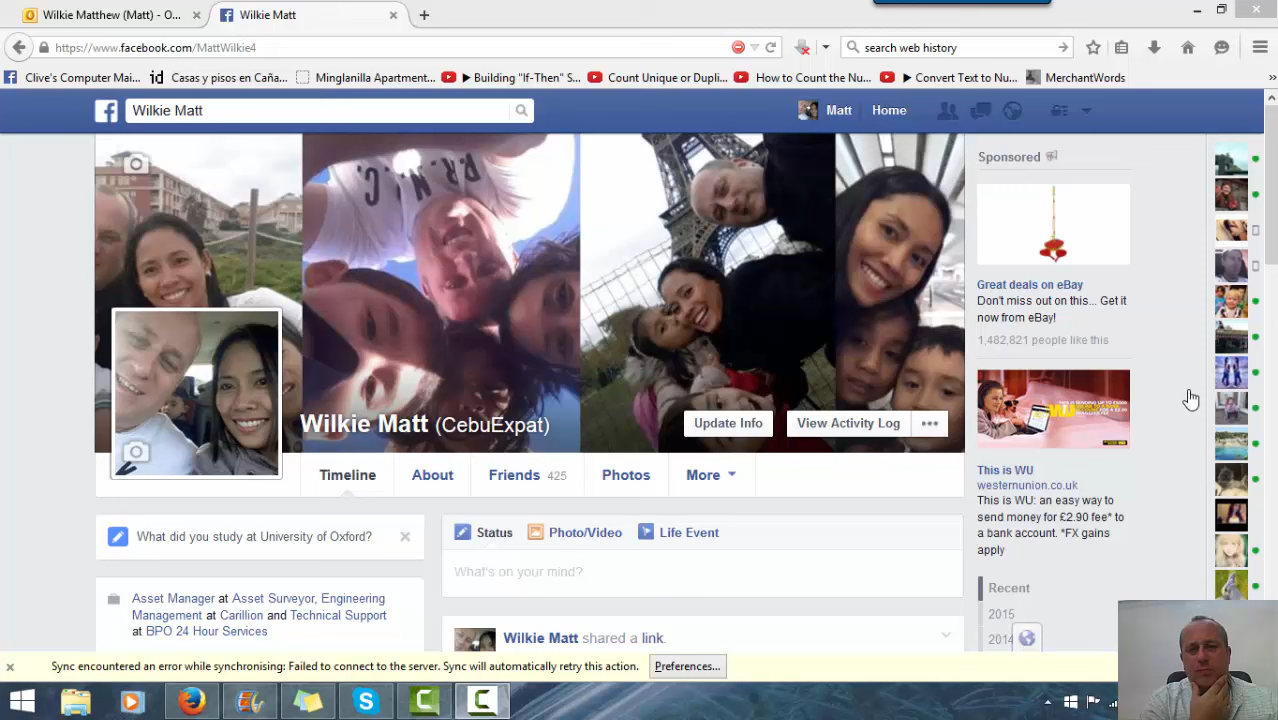 Wilkie Matthew (Matt) - O...
Wilkie Matt
https://www.facebook.com/MattWilkie4
search web history
Clive's Computer Mai...
Casas y pisos en Caña...
Minglanilla Apartment...
Building "If-Then" S...
Count Unique or Dupli...
How to Count the Nu...
Convert Text to Nu...
MerchantWords
Wilkie Matt
Matt
Home
Sponsored
Great deals on eBay
Don't miss out on this... Get it
now from eBay!
1,482,821 people like this
Wilkie Matt (CebuExpat)
Update Info
View Activity Log
This is WU
westernunion.co.uk
This is WU: an easy way to
send money for £2.90 fee* to
a bank account. *FX gains
apply
Timeline
About
Friends 425
Photos
More
What did you study at University of Oxford?
Status
Photo/Video
Life Event
What's on your mind?
Asset Manager at Asset Surveyor, Engineering
Management at Carillion and Technical Support
at BPO 24 Hour Services
Wilkie Matt shared a link.
Recent
2015
2014
Sync encountered an error while synchronising: Failed to connect to the server. Sync will automatically retry this action.
Preferences...